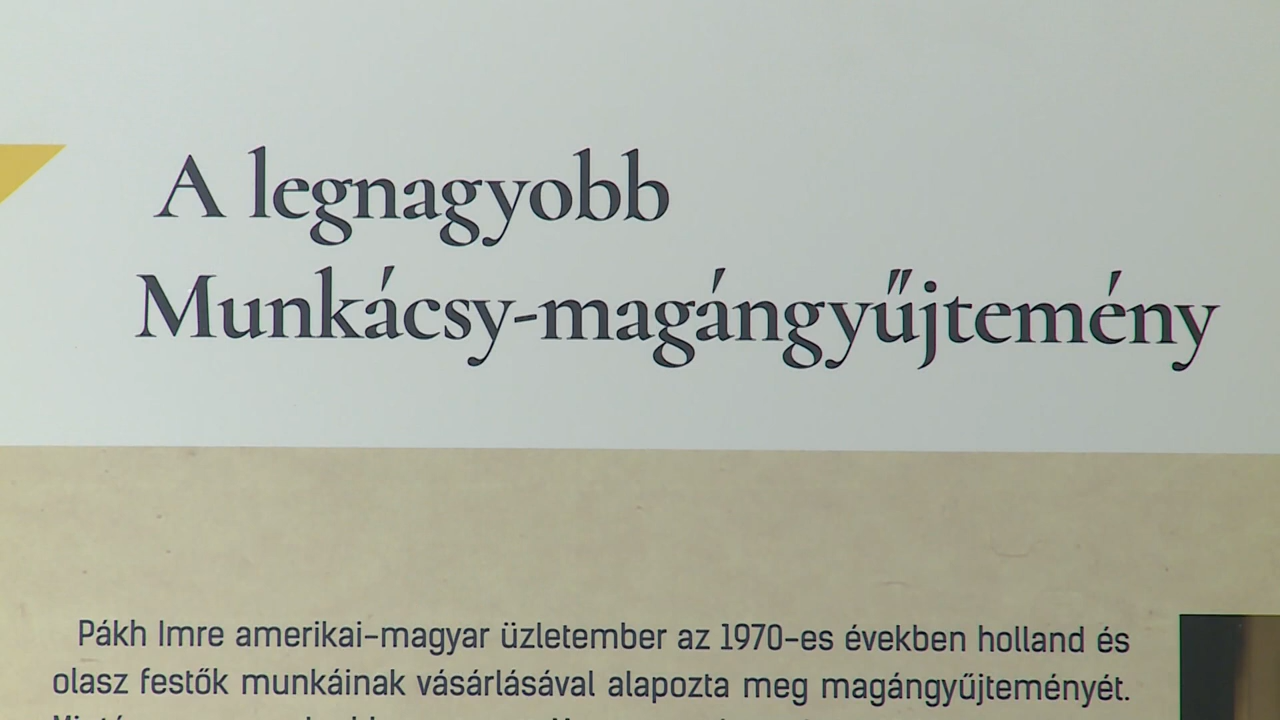 A legnagyobb
Munkácsy-magángyűjtemény
Pákh Imre amerikai–magyar üzletember az 1970–es években holland és
olasz festők munkáinak vásárlásával alapozta meg magángyűjteményét.